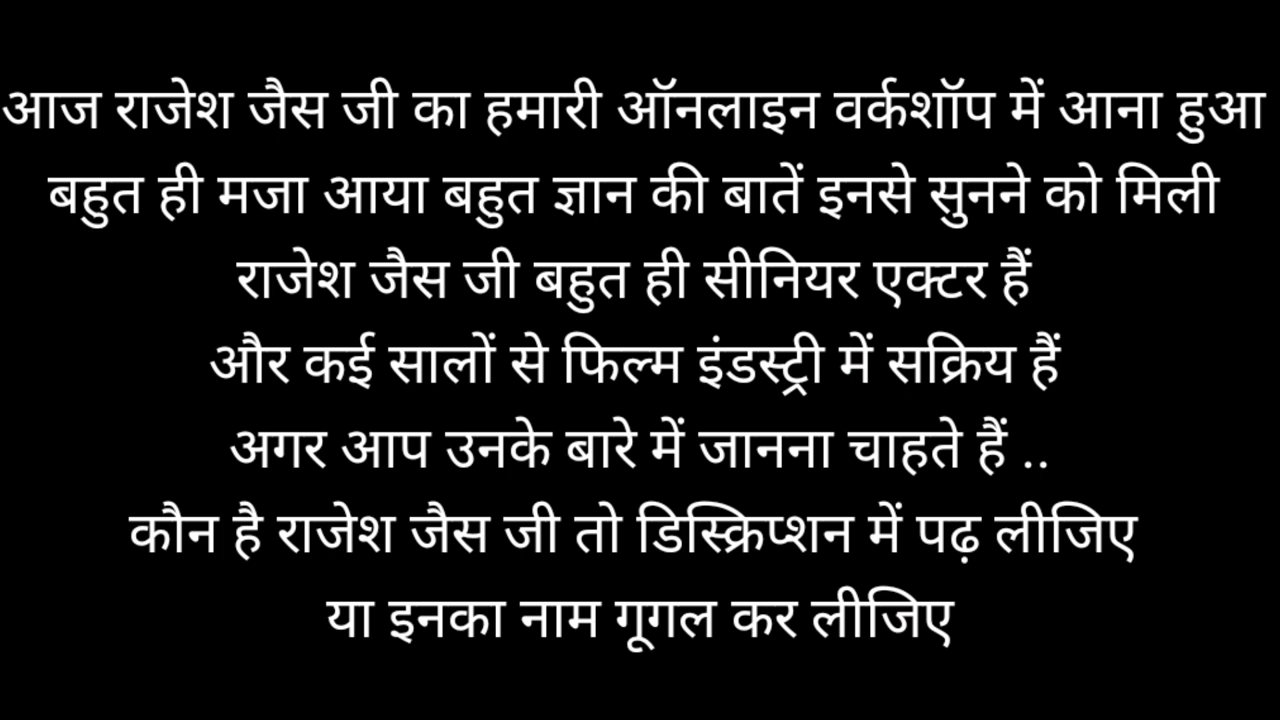 आज राजेश जैस जी का हमारी ऑनलाइन वर्कशॉप में आना हुआ
बहुत ही मजा आया बहुत ज्ञान की बातें इनसे सुनने को मिली
राजेश जैस जी बहुत ही सीनियर एक्टर हैं
और कई सालों से फिल्म इंडस्ट्री में सक्रिय हैं
अगर आप उनके बारे में जानना चाहते हैं ..
कौन है राजेश जैस जी तो डिस्क्रिप्शन में पढ़ लीजिए
या इनका नाम गूगल कर लीजिए